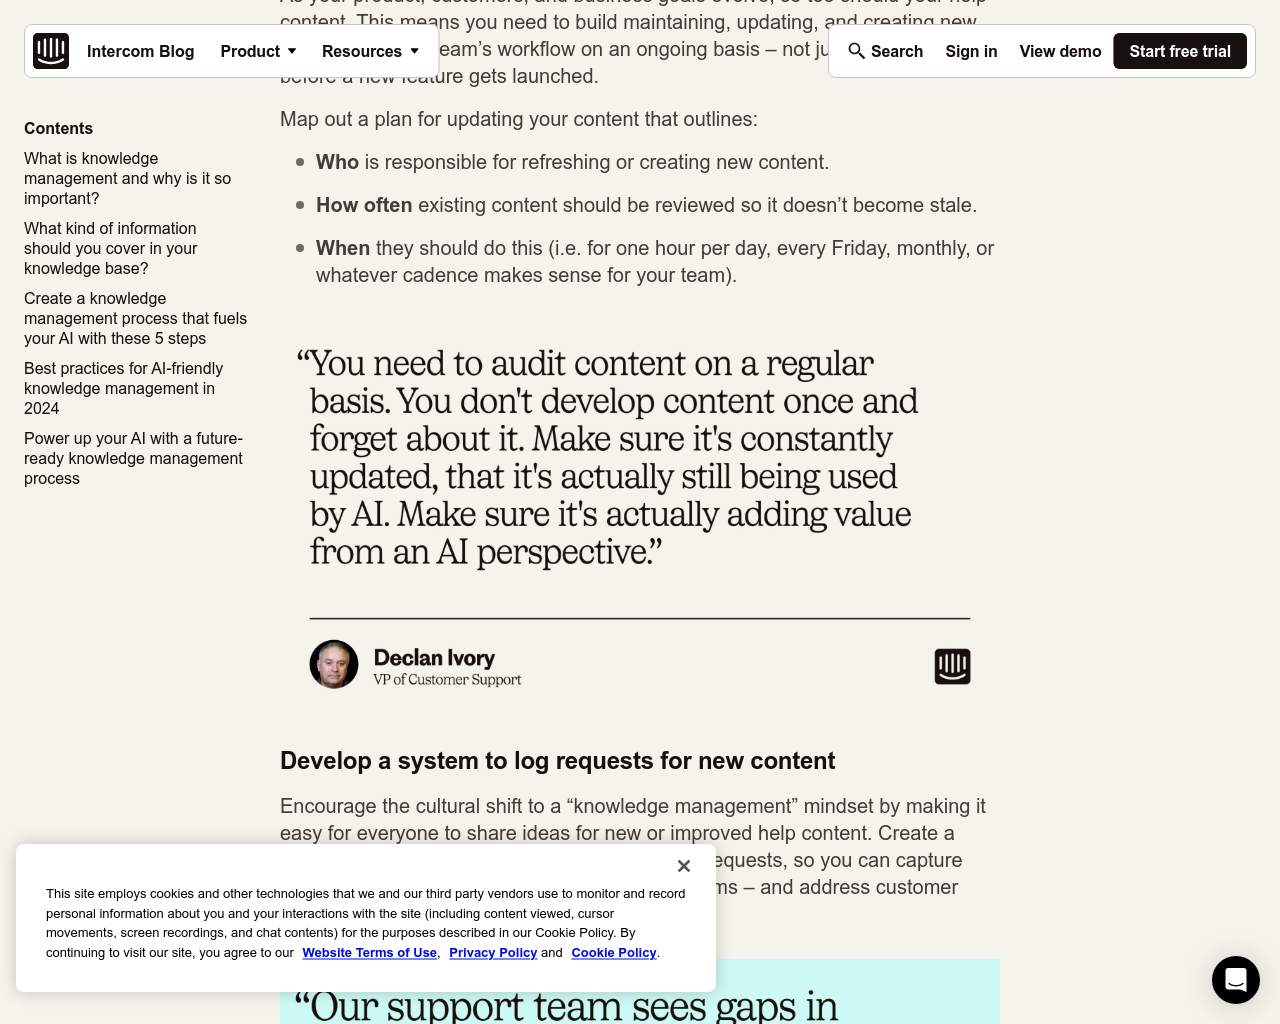 As your product, customers, and business goals evolve, so too should your help
content. This means you need to build maintaining, updating, and creating new
eam's workflow on an ongoing basis – not ju
before a new feature gets launched.
Intercom Blog
Product
Resources
Search
Sign in
View demo
Start free trial
Contents
What is knowledge
management and why is it so
important?
What kind of information
should you cover in your
knowledge base?
Create a knowledge
management process that fuels
your AI with these 5 steps
Best practices for AI-friendly
knowledge management in
2024
Power up your AI with a future-
ready knowledge management
process
Map out a plan for updating your content that outlines:
Who is responsible for refreshing or creating new content.
How often existing content should be reviewed so it doesn’t become stale.
When they should do this (i.e. for one hour per day, every Friday, monthly, or
whatever cadence makes sense for your team).
“You need to audit content on a regular
basis. You don't develop content once and
forget about it. Make sure it's constantly
updated, that it's actually still being used
by AI. Make sure it's actually adding value
from an AI perspective.”
Declan Ivory
VP of Customer Support
Develop a system to log requests for new content
Encourage the cultural shift to a “knowledge management” mindset by making it
easy for everyone to share ideas for new or improved help content. Create a
equests, so you can capture
ms – and address customer
This site employs cookies and other technologies that we and our third party vendors use to monitor and record
personal information about you and your interactions with the site (including content viewed, cursor
movements, screen recordings, and chat contents) for the purposes described in our Cookie Policy. By
continuing to visit our site, you agree to our Website Terms of Use, Privacy Policy and Cookie Policy.
“Our support team sees gaps in